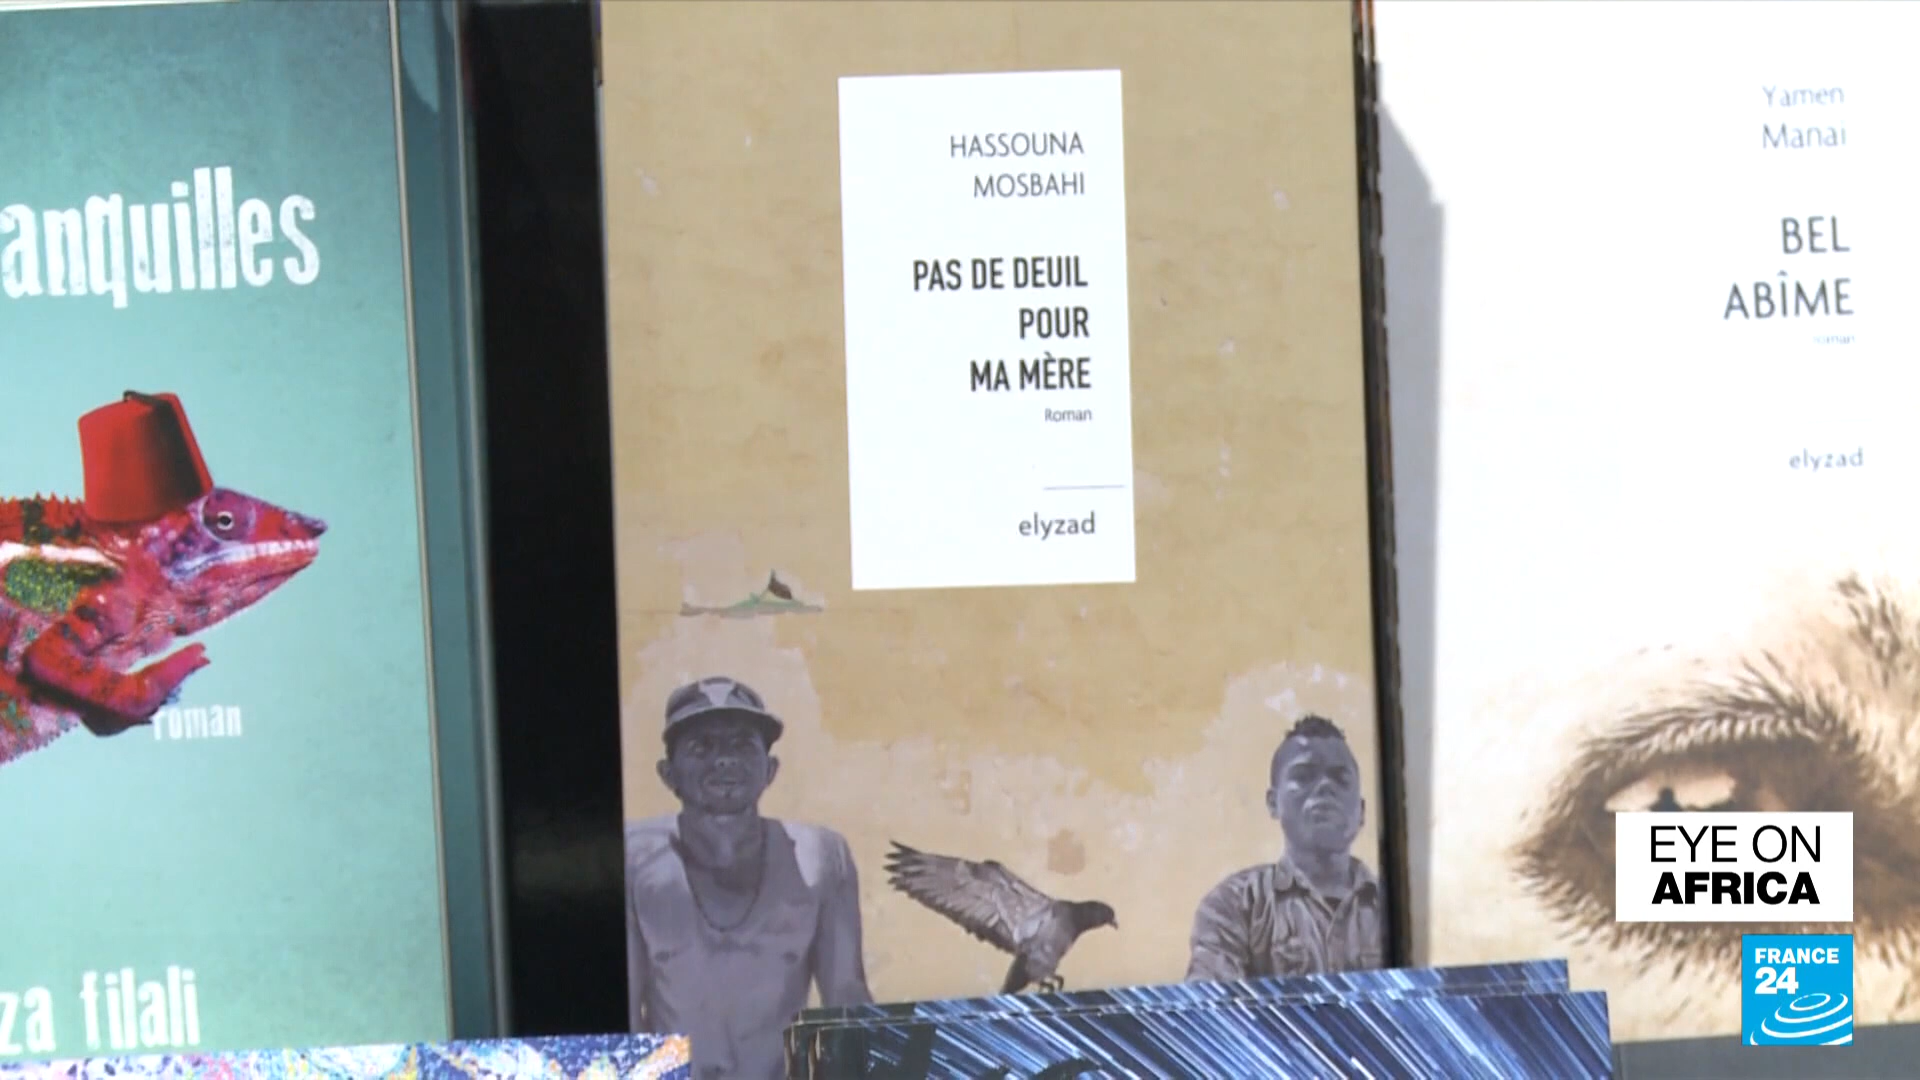 anquilles
roman
za filali
HASSOUNA
MOSBAHI
PAS DE DEUIL
POUR
MA MÈRE
Roman
elyzad
Yamen
Manai
BEL
ABÎME
roman
elyzad
EYE ON
AFRICA
FRANCE
24